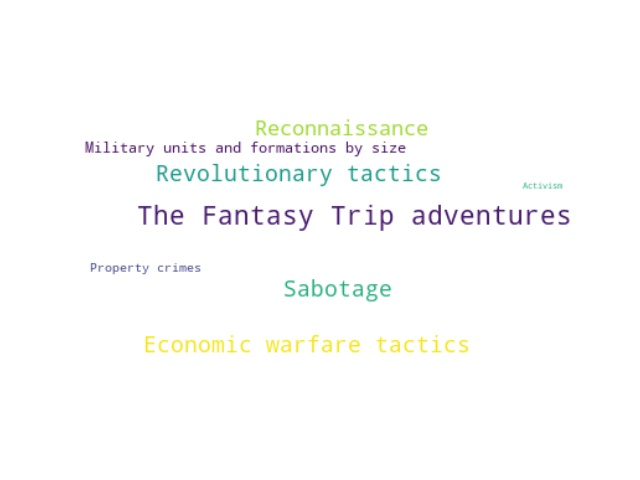 Reconnaissance
Military units and formations by size
Revolutionary tactics
Activism
The Fantasy Trip adventures
Property crimes
Sabotage
Economic warfare tactics